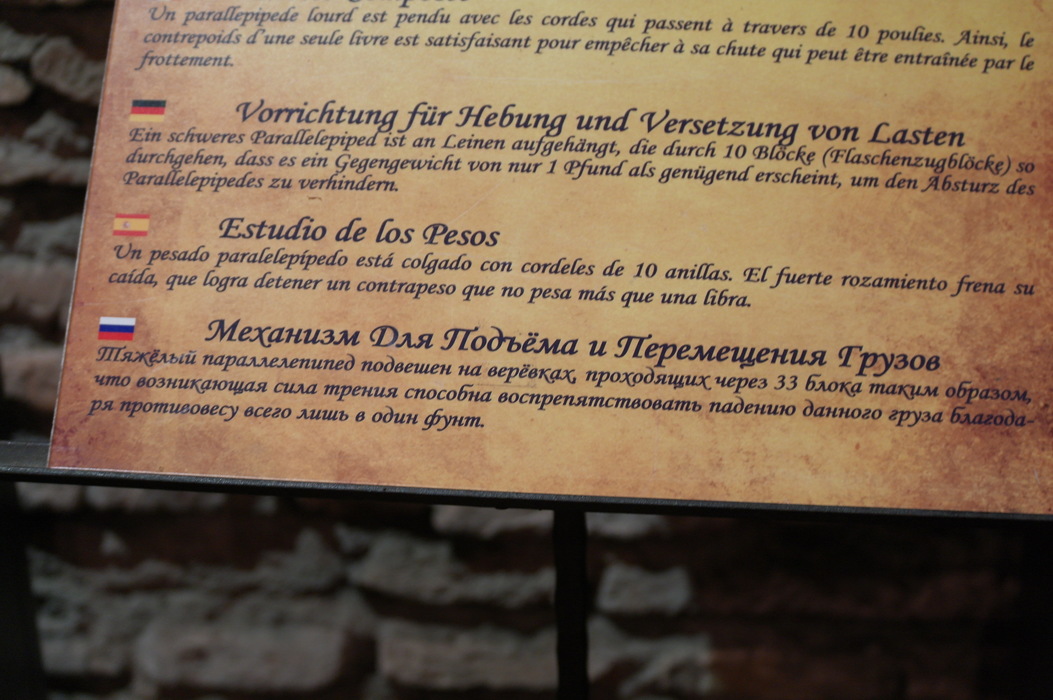 Un parallepipede lourd est pendu avec les cordes qui passent à travers de 10 poulies. Ainsi, le
contrepoids d'une seule livre est satisfaisant pour empêcher à sa chute qui peut être entraînée par le
frottement.
Vorrichtung für Hebung und Versetzung von Lasten
Ein schweres Parallelepiped ist an Leinen aufgehängt, die durch 10 Blöcke (Flaschenzugblöcke) so
durchgehen, dass es ein Gegengewicht von nur 1 Pfund als genügend erscheint, um den Absturz des
Parallelepipedes zu verhindern.
Estudio de los Pesos
Un pesado paralelepípedo está colgado con cordeles de 10 anillas. El fuerte rozamiento frena su
caída, que logra detener un contrapeso que no pesa más que una libra.
Механизм Для Подъёма и Перемещения Грузов
Тяжёлый параллелепипед подвешен на верёвках, проходящих через 33 блока таким образом,
что возникающая сила трения способна воспрепятствовать падению данного груза благода-
ря противовесу всего лишь в один фунт.